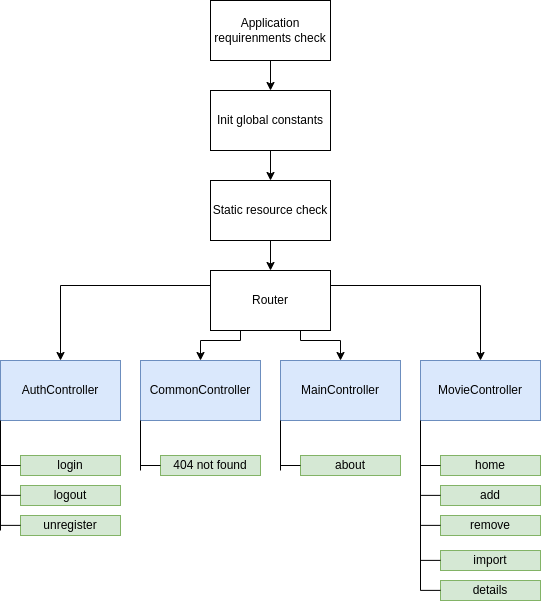 Application
requirenments check
Init global constants
Static resource check
Router
AuthController
CommonController
MainController
MovieController
login
404 not found
about
home
logout
add
unregister
remove
import
details